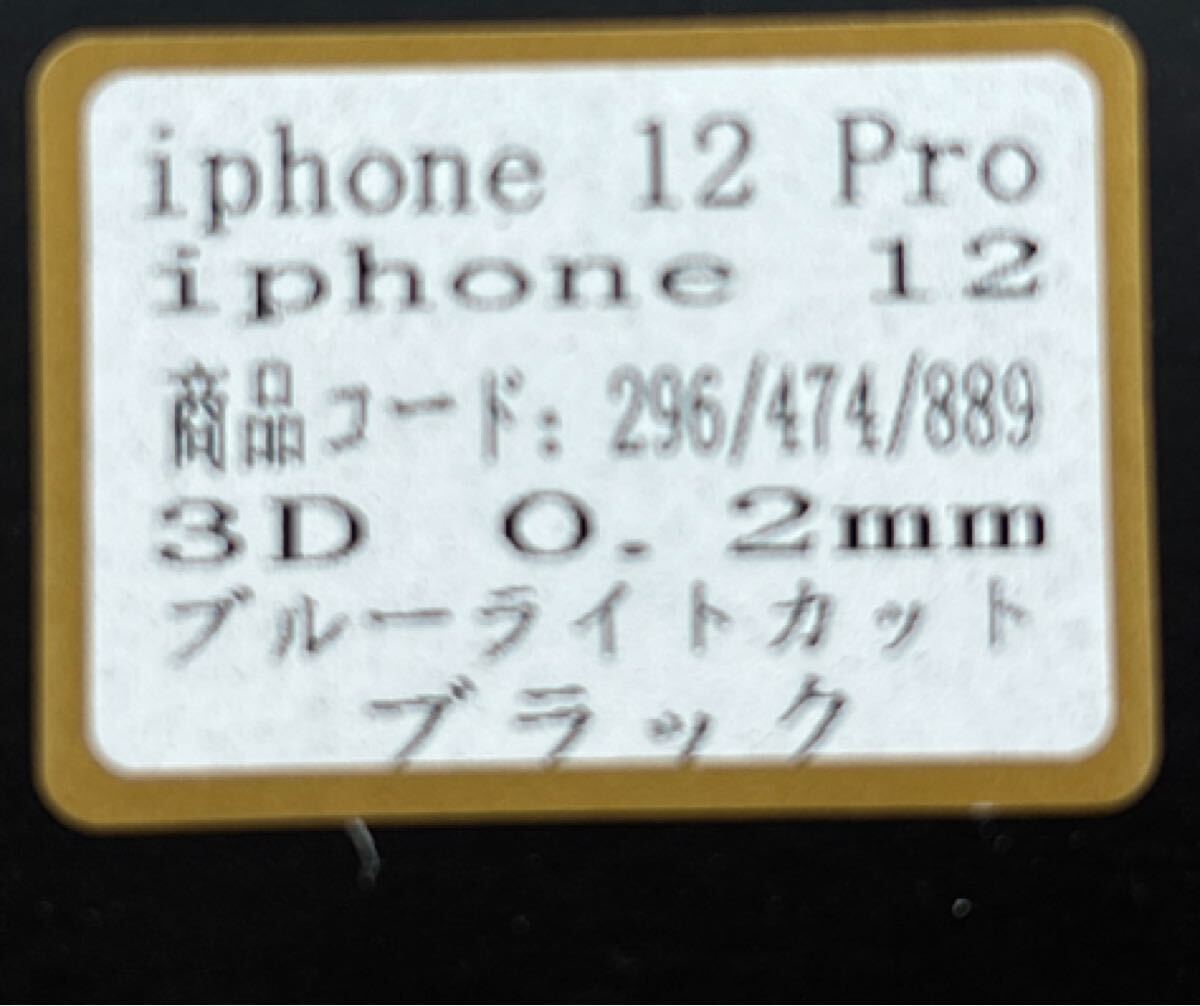 iphone 12 Pro
iphone 12
商品コード: 296/474/889
3D 0.2mm
ブルーライトカット
ブラック